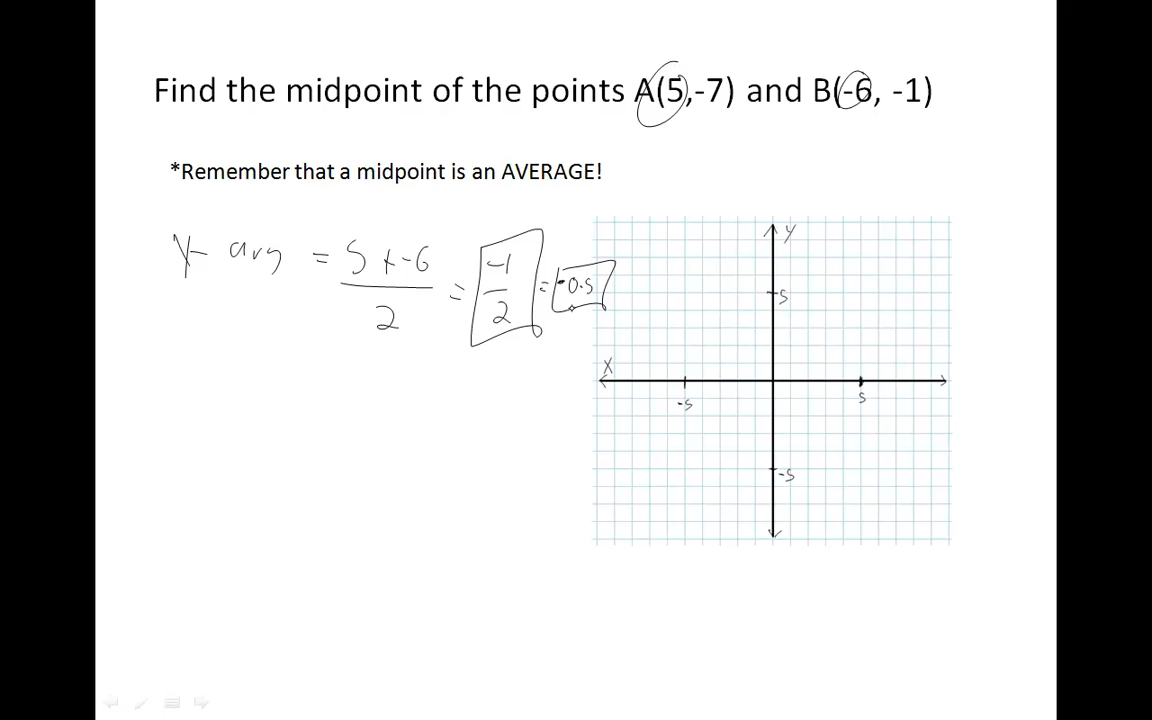 Find the midpoint of the points A(5,-7) and B(-6, -1)
*Remember that a midpoint is an AVERAGE!
X- avg = 5 + -6 / 2 = -1 / 2 = -0.5
y
5
X
-5 5
-5